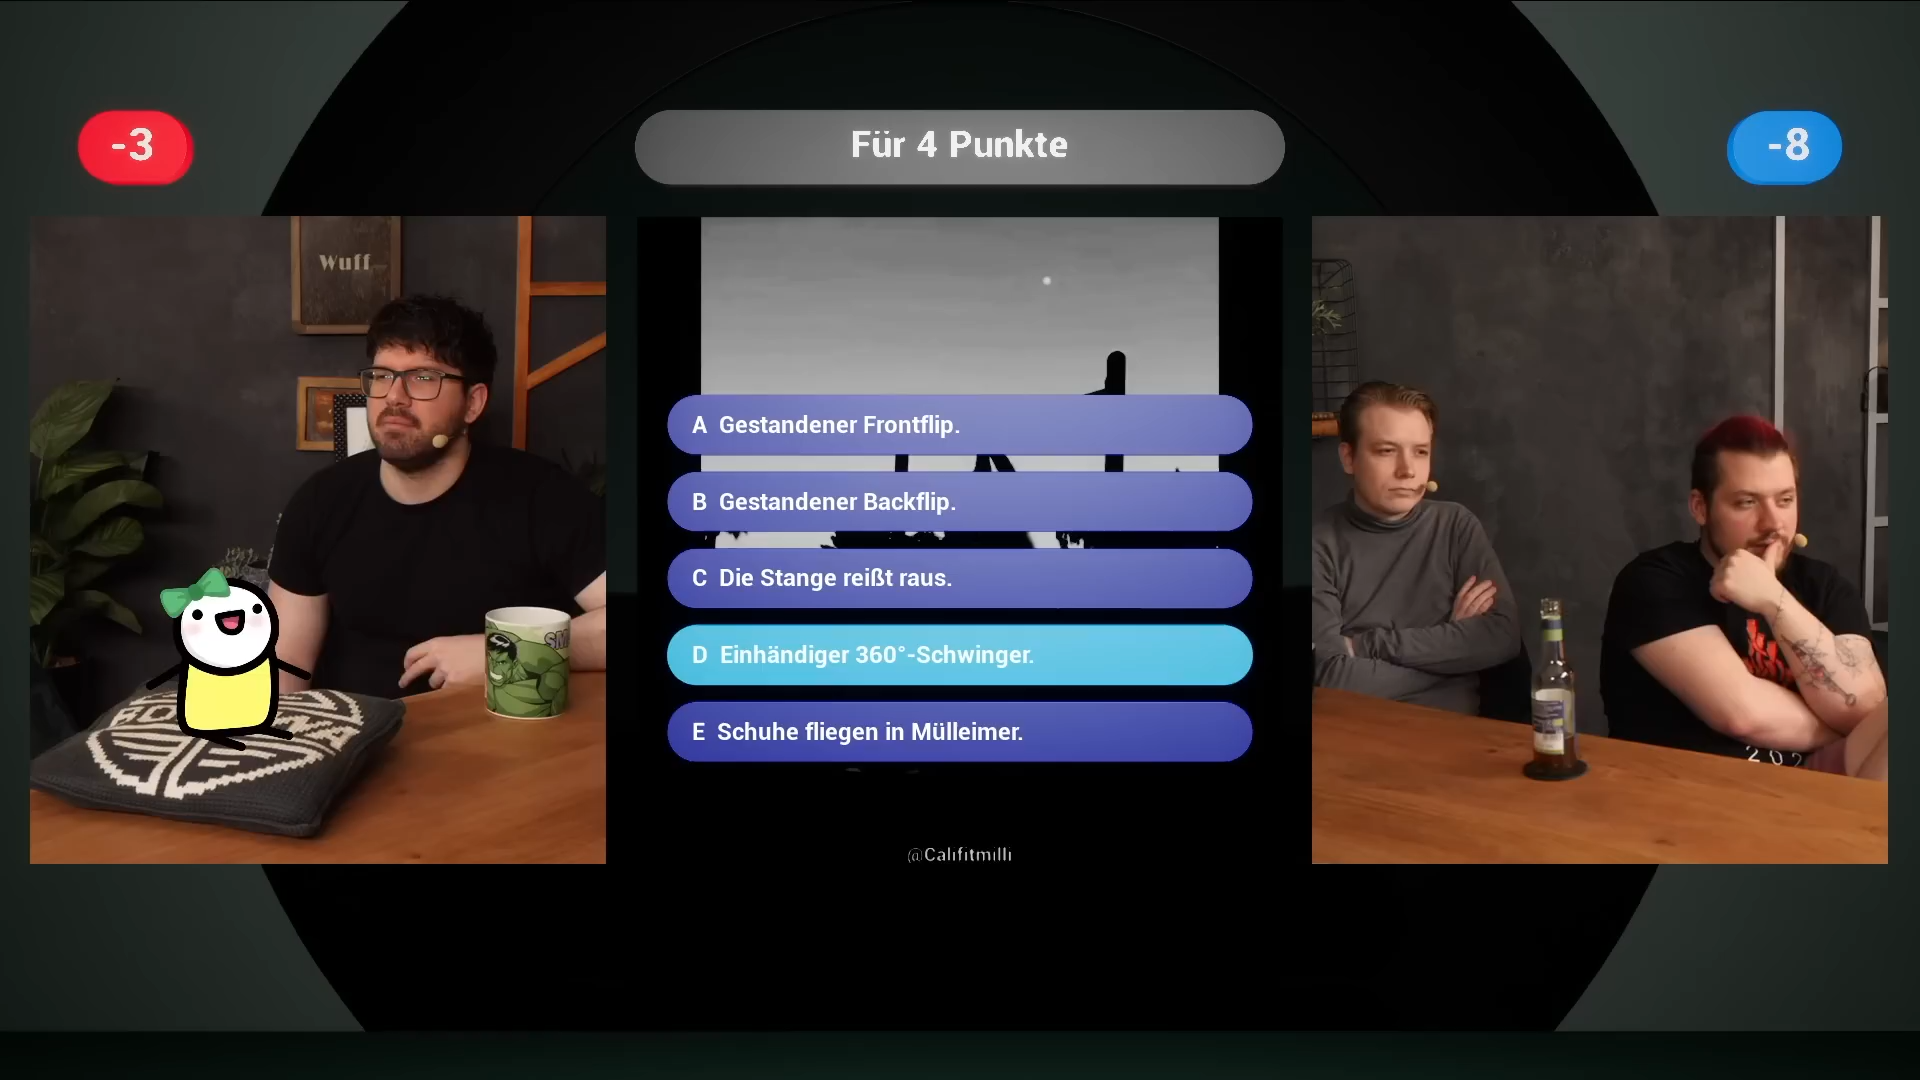 -3
Für 4 Punkte
-8
Wuff
A Gestandener Frontflip.
B Gestandener Backflip.
C Die Stange reißt raus.
D Einhändiger 360°-Schwinger.
E Schuhe fliegen in Mülleimer.
@Califitmilli
202